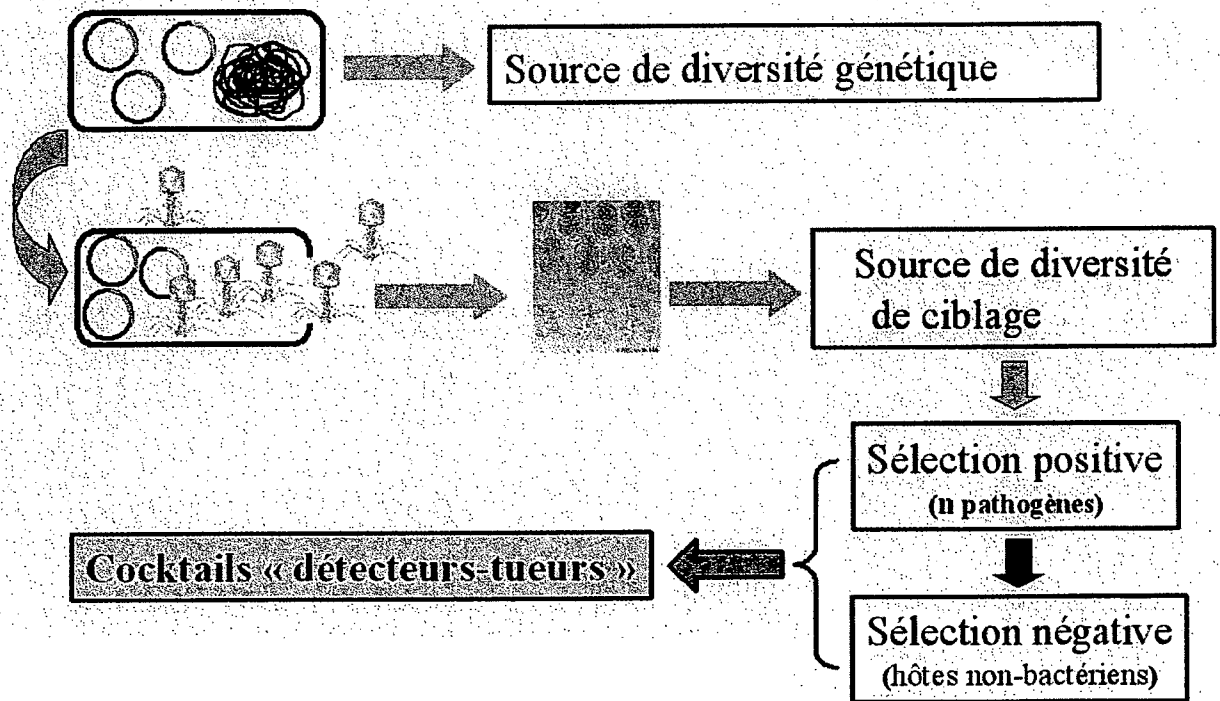 Source de diversité génétique
Source de diversité
de ciblage
Sélection positive
(n pathogènes)
Cocktails « détecteurs-tueurs »
Sélection négative
(hôtes non-bactériens)